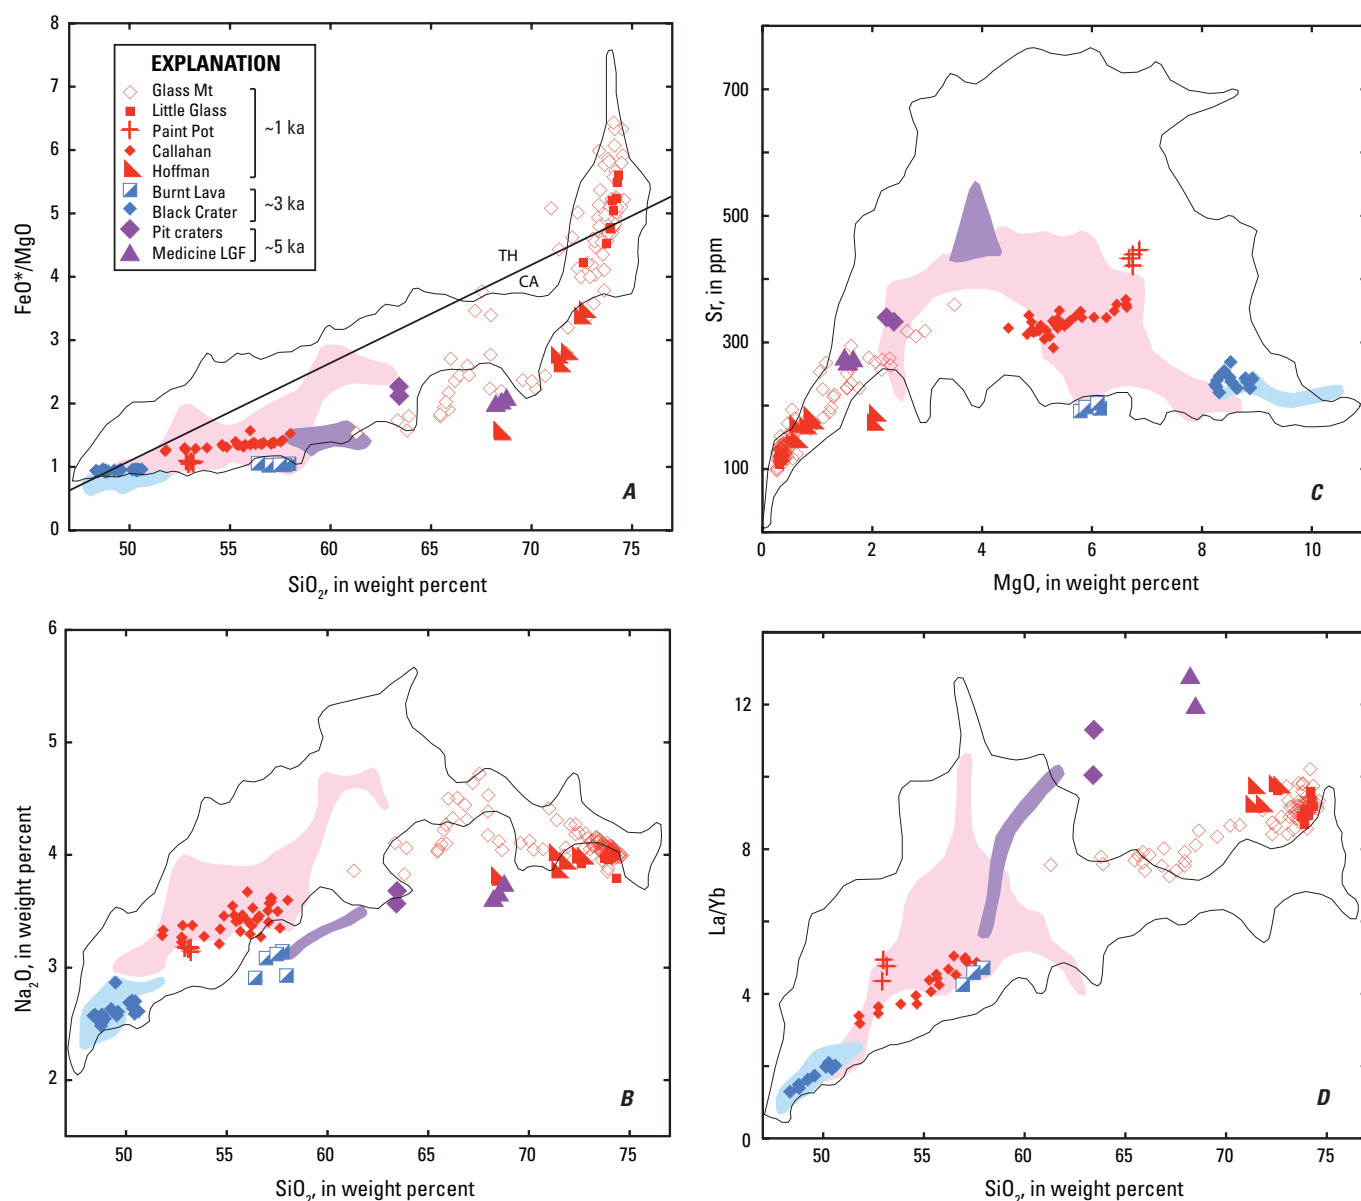 8
7
6
5
4
3
2
1
0
FeO*/MgO
EXPLANATION
Glass Mt
Little Glass
Paint Pot
Callahan
Hoffman
~1 ka
Burnt Lava
Black Crater
~3 ka
Pit craters
Medicine LGF
~5 ka
TH
CA
A
50 55 60 65 70 75
SiO2, in weight percent
700
500
300
100
Sr, in ppm
C
0 2 4 6 8 10
MgO, in weight percent
6
5
4
3
2
Na2O, in weight percent
B
50 55 60 65 70 75
SiO2, in weight percent
12
8
4
0
La/Yb
D
50 55 60 65 70 75
SiO2, in weight percent